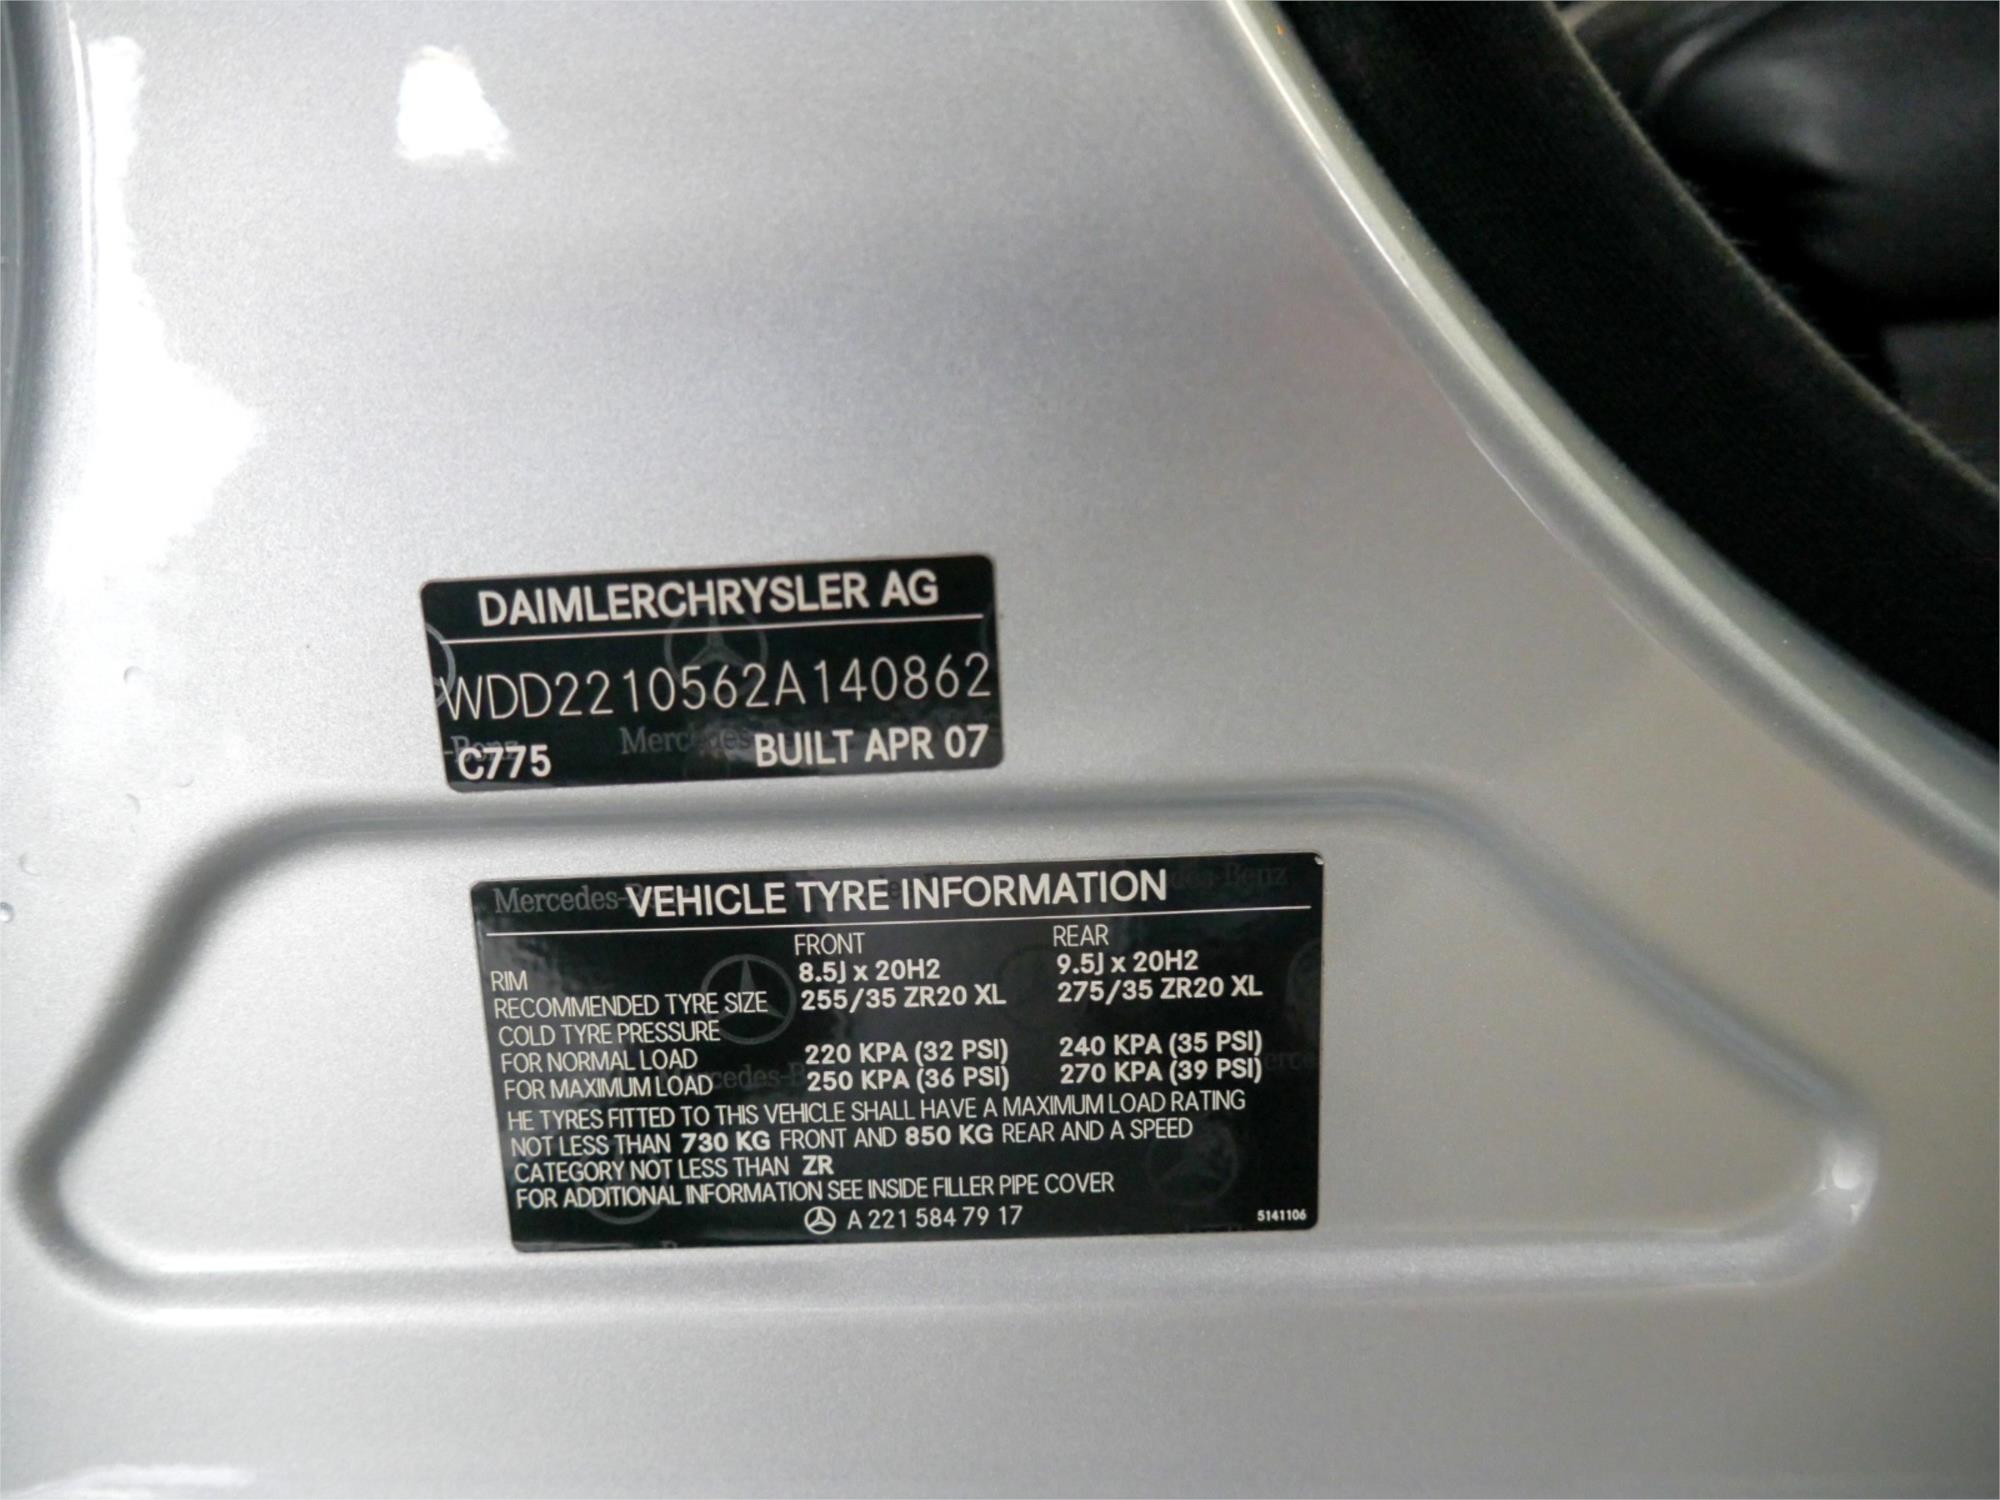 DAIMLERCHRYSLER AG
WDD2210562A140862
C775 BUILT APR 07
Mercedes-Benz
VEHICLE TYRE INFORMATION
FRONT REAR
RIM 8.5J x 20H2 9.5J x 20H2
RECOMMENDED TYRE SIZE 255/35 ZR20 XL 275/35 ZR20 XL
COLD TYRE PRESSURE
FOR NORMAL LOAD 220 KPA (32 PSI) 240 KPA (35 PSI)
FOR MAXIMUM LOAD 250 KPA (36 PSI) 270 KPA (39 PSI)
HE TYRES FITTED TO THIS VEHICLE SHALL HAVE A MAXIMUM LOAD RATING
NOT LESS THAN 730 KG FRONT AND 850 KG REAR AND A SPEED
CATEGORY NOT LESS THAN ZR
FOR ADDITIONAL INFORMATION SEE INSIDE FILLER PIPE COVER
A 221 584 79 17 5141106